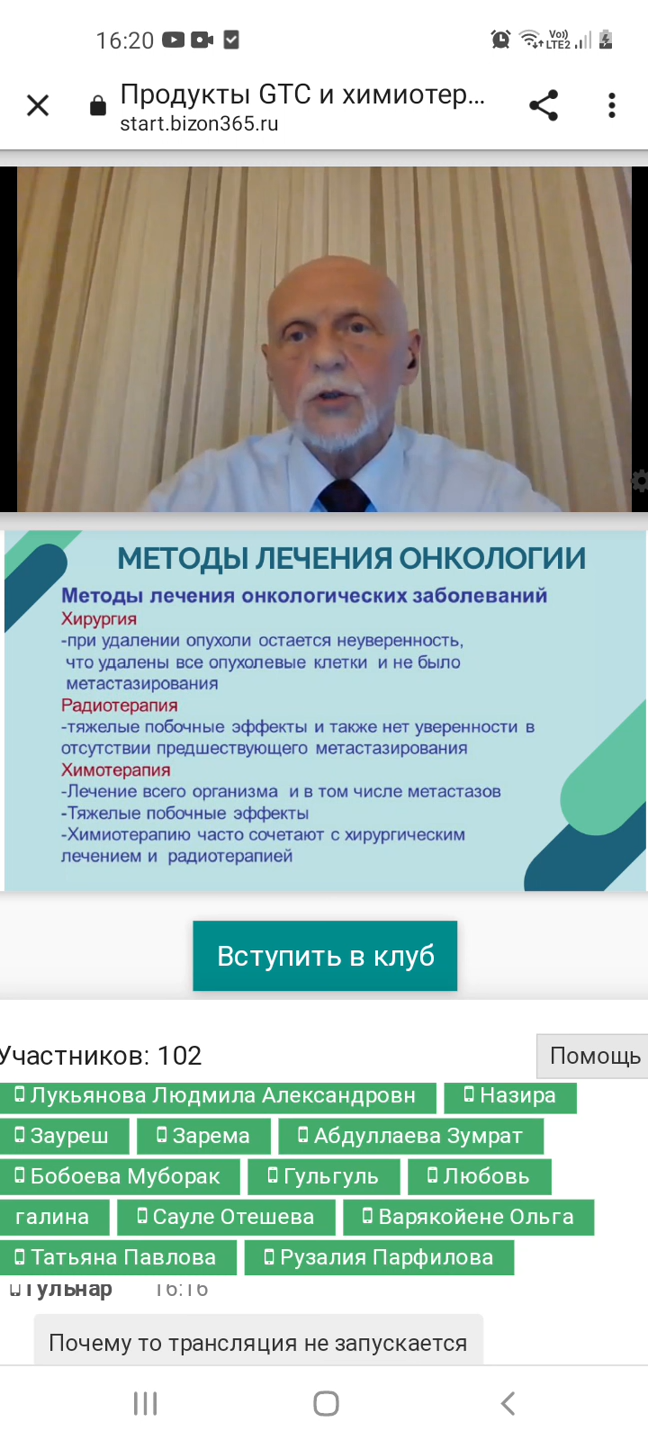 16:20
Vo))
LTE2
Продукты GTC и химиотер...
start.bizon365.ru
МЕТОДЫ ЛЕЧЕНИЯ ОНКОЛОГИИ
Методы лечения онкологических заболеваний
Хирургия
-при удалении опухоли остается неуверенность,
что удалены все опухолевые клетки и не было
метастазирования
Радиотерапия
-тяжелые побочные эффекты и также нет уверенности в
отсутствии предшествующего метастазирования
Химотерапия
-Лечение всего организма и в том числе метастазов
-Тяжелые побочные эффекты
-Химиотерапию часто сочетают с хирургическим
лечением и радиотерапией
Вступить в клуб
Участников: 102
Помощь
Лукьянова Людмила Александровн Назира
Зауреш Зарема Абдуллаева Зумрат
Бобоева Муборак Гульгуль Любовь
галина Сауле Отешева Варякойене Ольга
Татьяна Павлова Рузалия Парфилова
Гульнар 16:16
Почему то трансляция не запускается